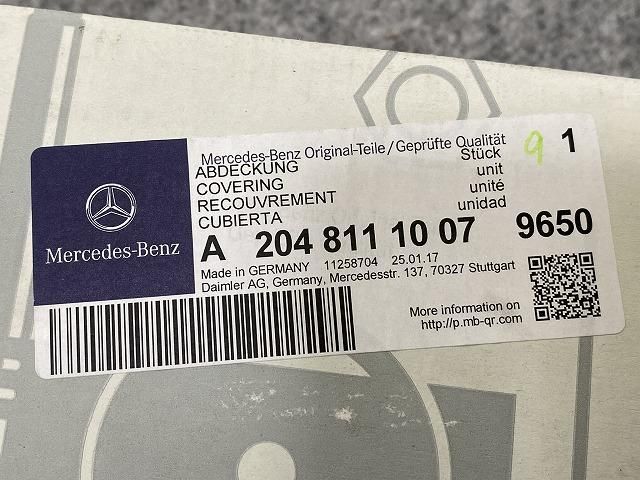 Mercedes-Benz
Mercedes-Benz Original-Teile/Geprüfte Qualität
ABDECKUNG Stück 9 1
COVERING unit
RECOUVREMENT unité
CUBIERTA unidad
A 204 811 10 07 9650
Made in GERMANY 11258704 25.01.17
Daimler AG, Germany, Mercedesstr. 137, 70327 Stuttgart
More information on
http://p.mb-qr.com